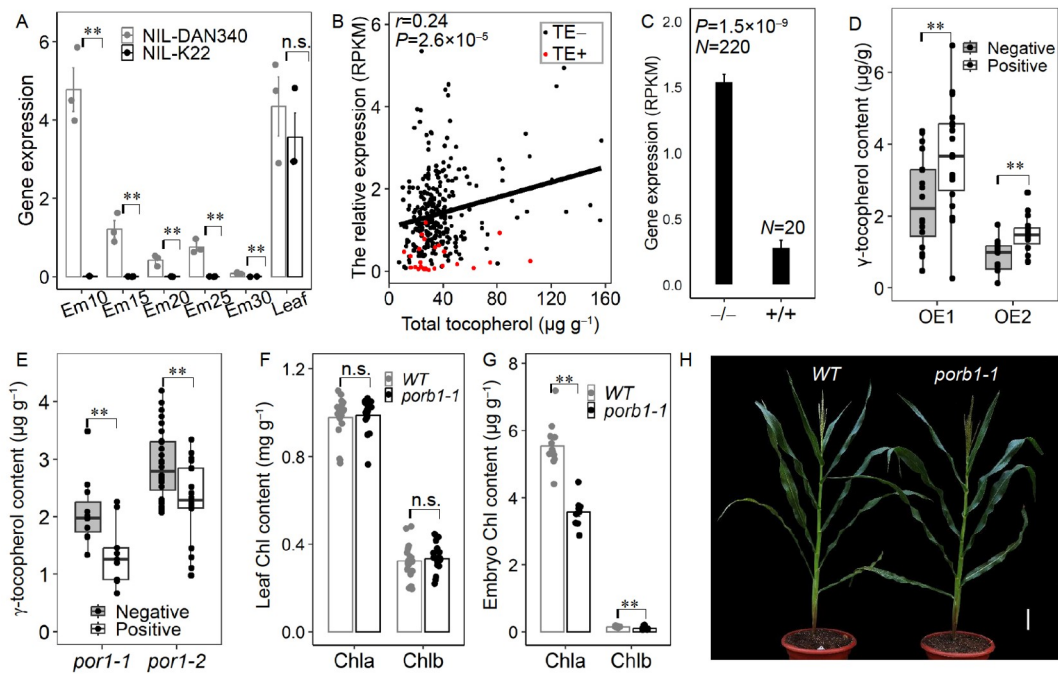 A
Gene expression
6
4
2
0
**
NIL-DAN340
NIL-K22
n.s.
**
**
**
**
Em10
Em15
Em20
Em25
Em30
Leaf
B
The relative expression (RPKM)
r=0.24
P=2.6×10⁻⁵
TE−
TE+
6
4
2
0
0
40
80
120
160
Total tocopherol (μg g⁻¹)
C
Gene expression (RPKM)
P=1.5×10⁻⁹
N=220
2.0
1.5
1.0
0.5
0.0
N=20
−/−
+/+
D
γ-tocopherol content (μg/g)
**
Negative
Positive
6
4
2
0
**
OE1
OE2
E
γ-tocopherol content (μg g⁻¹)
5
4
3
2
1
0
**
**
Negative
Positive
por1-1
por1-2
F
Leaf Chl content (mg g⁻¹)
1.2
0.8
0.4
0.0
n.s.
WT
porb1-1
n.s.
Chla
Chlb
G
Embryo Chl content (μg g⁻¹)
8
6
4
2
0
**
WT
porb1-1
**
Chla
Chlb
H
WT
porb1-1